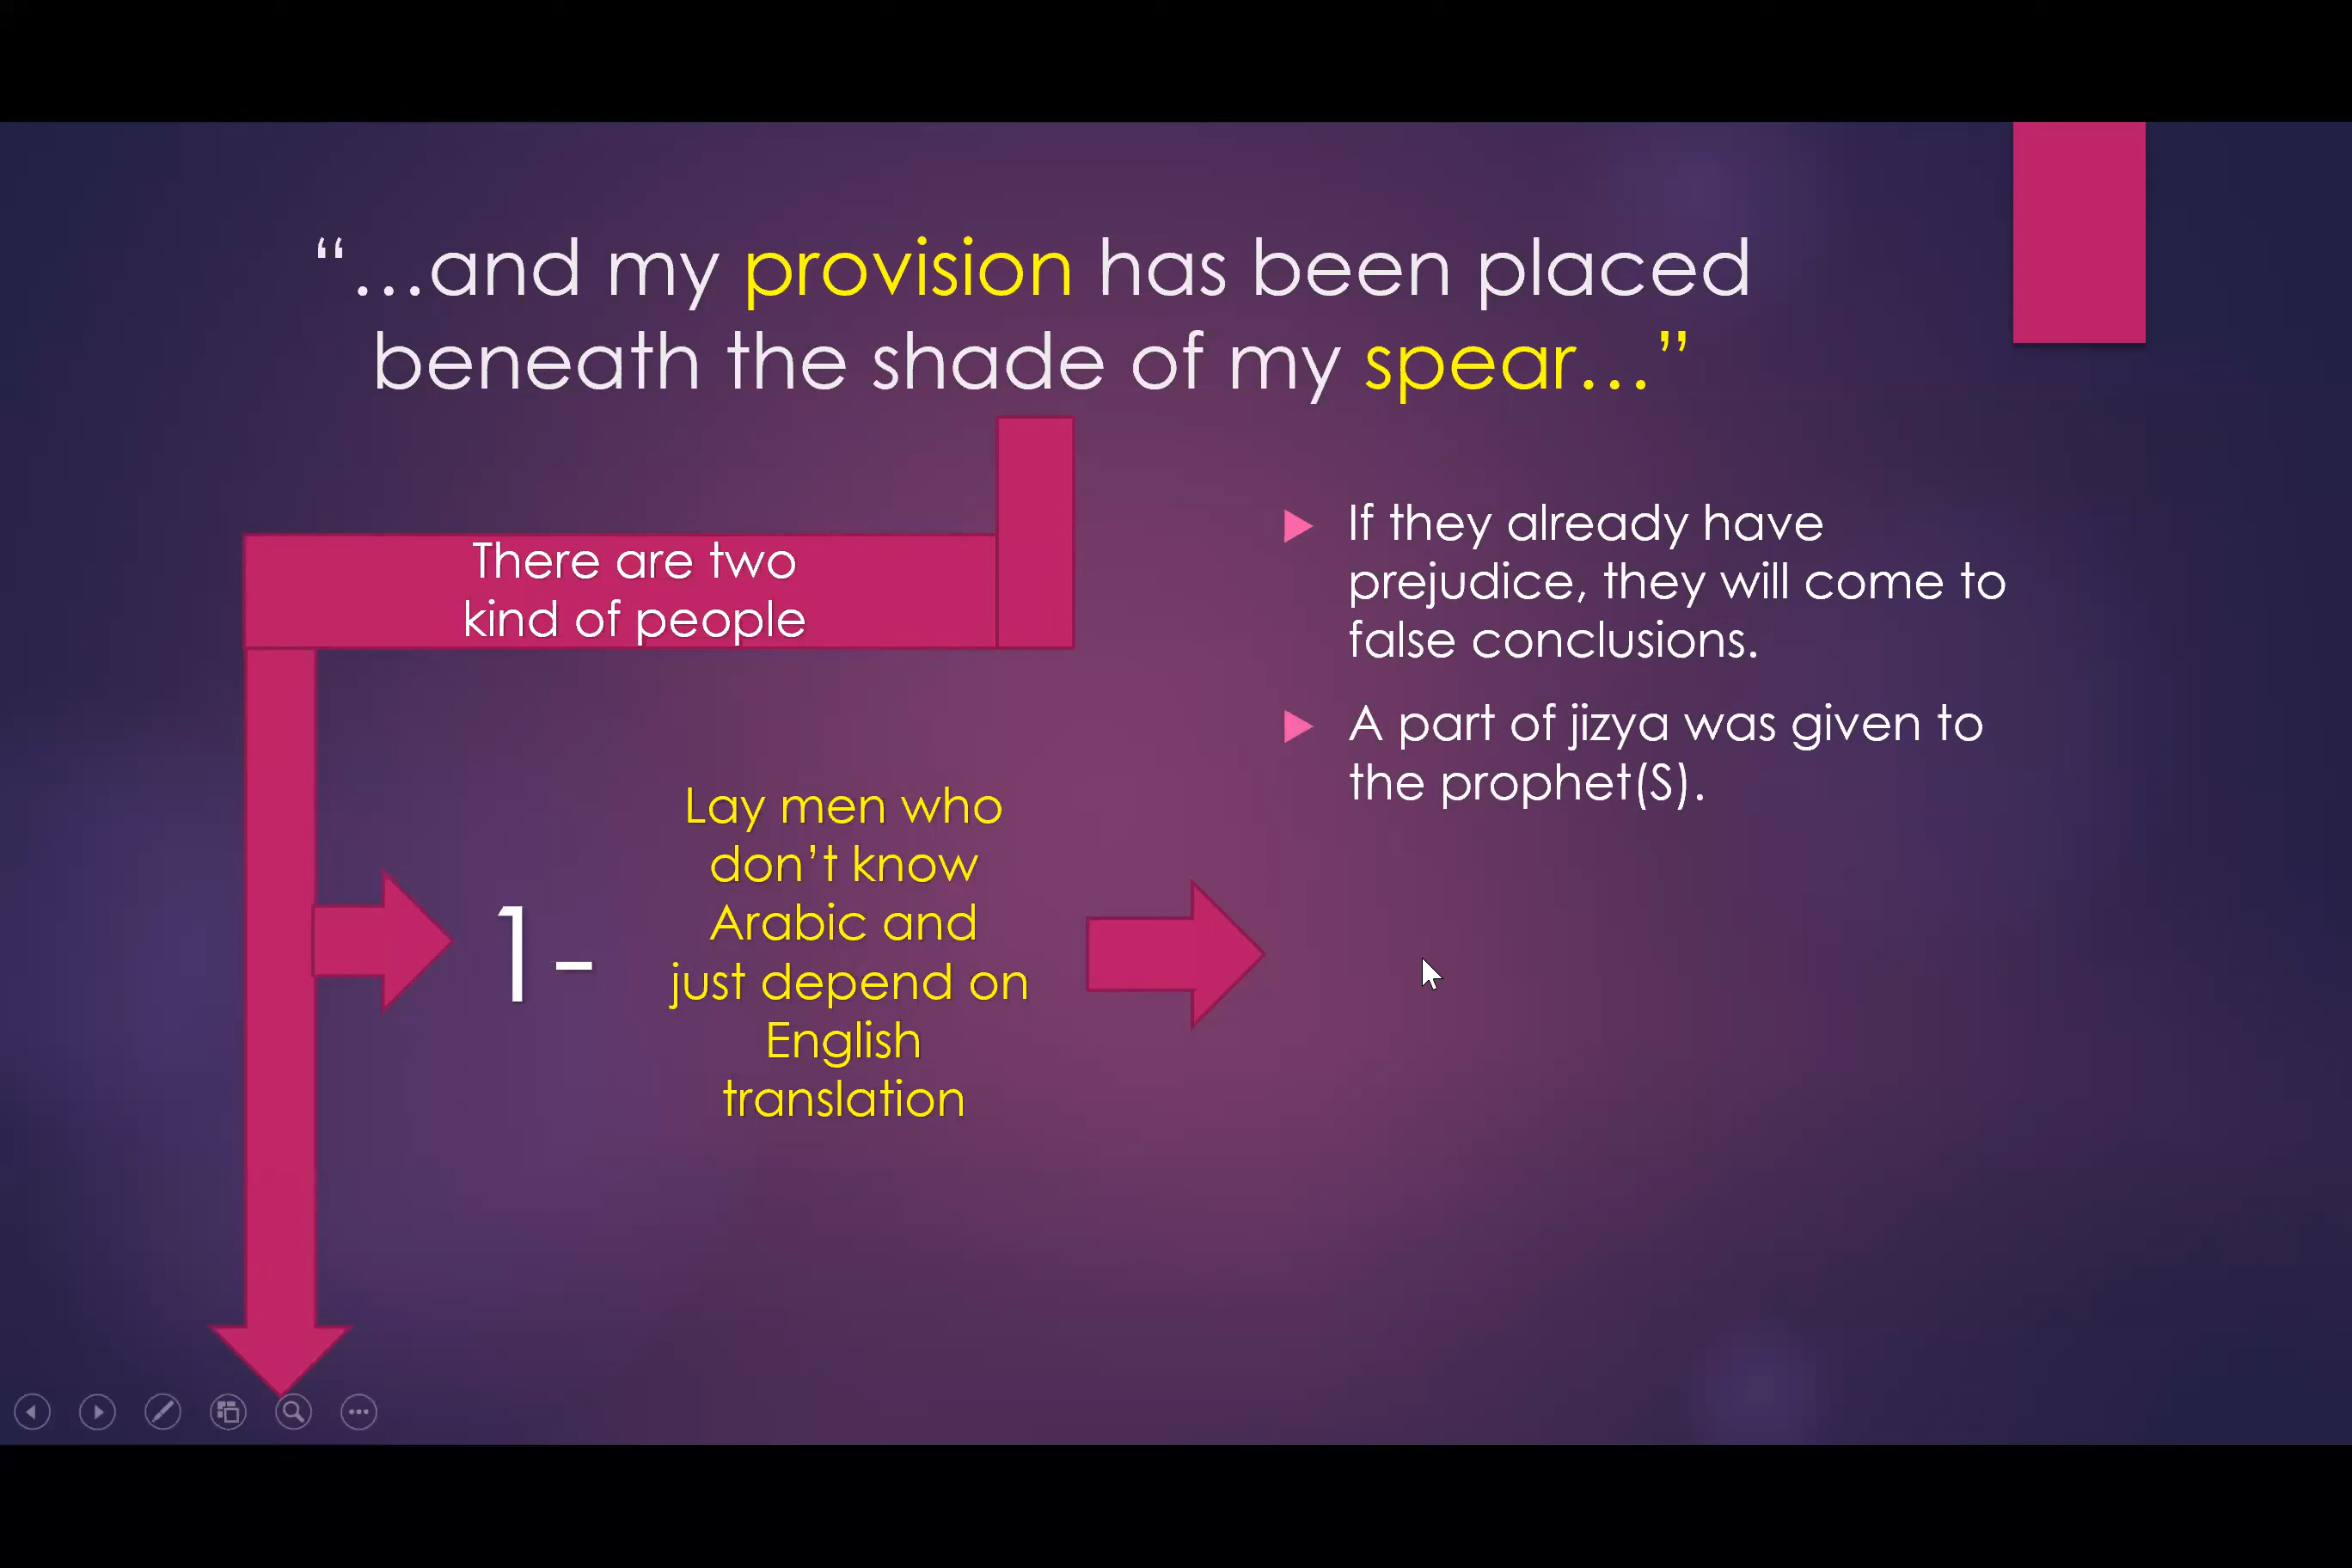 “…and my provision has been placed
beneath the shade of my spear…”
There are two
kind of people
1-
Lay men who
don’t know
Arabic and
just depend on
English
translation
If they already have
prejudice, they will come to
false conclusions.
A part of jizya was given to
the prophet(S).